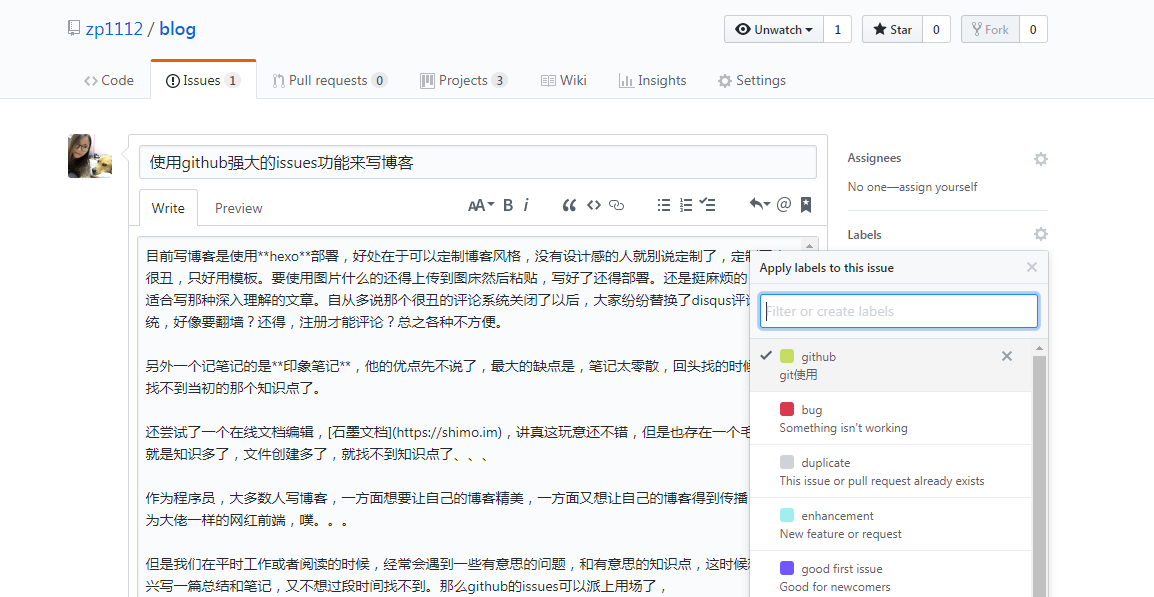 zp1112 / blog
Unwatch 1 Star 0 Fork 0
Code Issues 1 Pull requests 0 Projects 3 Wiki Insights Settings
使用github强大的issues功能来写博客
Write Preview
AA B i @
目前写博客是使用**hexo**部署，好处在于可以定制博客风格，没有设计感的人就别说定制了，定制
很丑，只好用模板。要使用图片什么的还得上传到图床然后粘贴，写好了还得部署。还是挺麻烦的
适合写那种深入理解的文章。自从多说那个很丑的评论系统关闭了以后，大家纷纷替换了disqus评论
统，好像要翻墙？还得，注册才能评论？总之各种不方便。
另外一个记笔记的是**印象笔记**，他的优点先不说了，最大的缺点是，笔记太零散，回头找的时候
找不到当初的那个知识点了。
还尝试了一个在线文档编辑，[石墨文档](https://shimo.im)，讲真这玩意还不错，但是也存在一个毛
就是知识多了，文件创建多了，就找不到知识点了、、、
作为程序员，大多数人写博客，一方面想要让自己的博客精美，一方面又想让自己的博客得到传播
为大佬一样的网红前端，噗。。。
但是我们在平时工作或者阅读的时候，经常会遇到一些有意思的问题，和有意思的知识点，这时候
兴写一篇总结和笔记，又不想过段时间找不到。那么github的issues可以派上用场了，
Assignees
No one—assign yourself
Labels
Apply labels to this issue
Filter or create labels
github
git使用
bug
Something isn't working
duplicate
This issue or pull request already exists
enhancement
New feature or request
good first issue
Good for newcomers